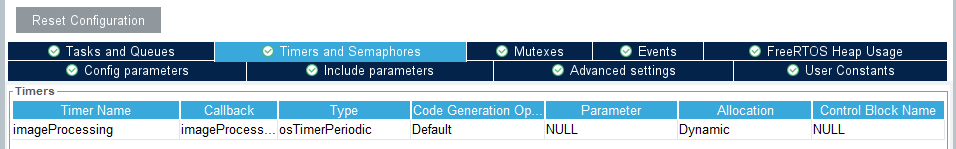 Reset Configuration
Tasks and Queues Timers and Semaphores Mutexes Events FreeRTOS Heap Usage
Config parameters Include parameters Advanced settings User Constants
Timers
Timer Name Callback Type Code Generation Op... Parameter Allocation Control Block Name
imageProcessing imageProcess... osTimerPeriodic Default NULL Dynamic NULL